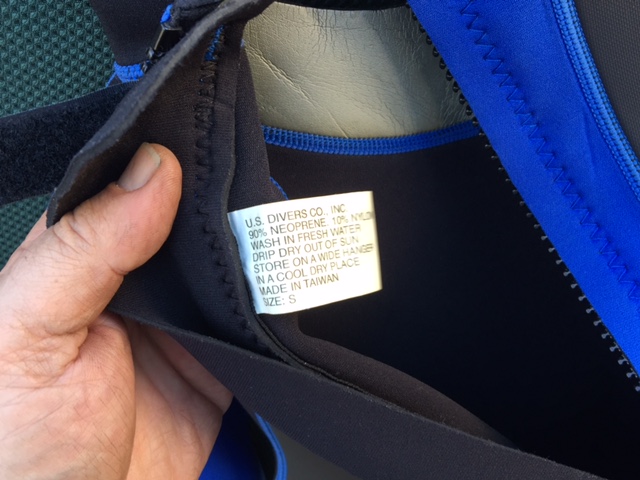 U.S. DIVERS CO., INC.
90% NEOPRENE 10% NYLON
WASH IN FRESH WATER
DRIP DRY OUT OF SUN
STORE ON A WIDE HANGER
IN A COOL DRY PLACE
MADE IN TAIWAN
SIZE: S